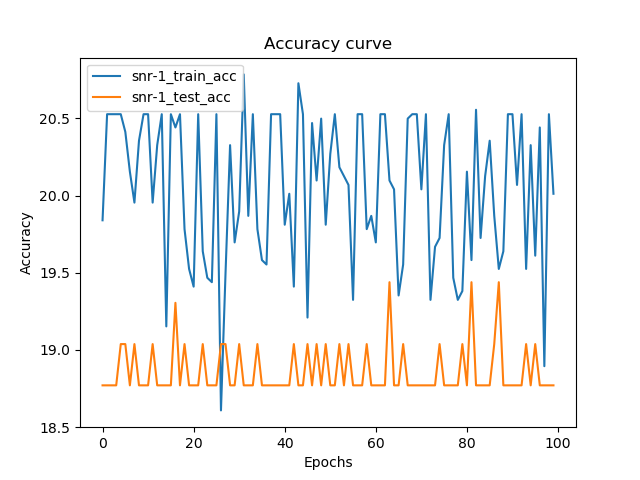 Accuracy curve
snr-1_train_acc
snr-1_test_acc
20.5
20.0
19.5
19.0
18.5
Accuracy
0 20 40 60 80 100
Epochs